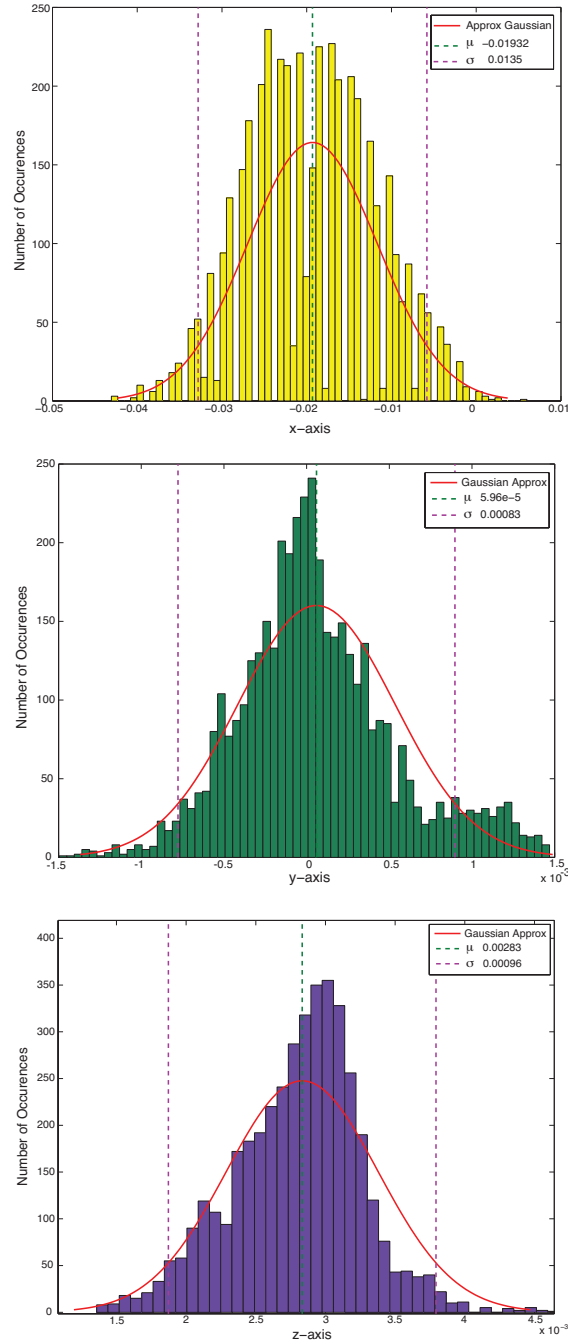 250
200
150
100
50
0
Number of Occurences
Approx Gaussian
μ −0.01932
σ 0.0135
−0.05 −0.04 −0.03 −0.02 −0.01 0 0.01
x−axis
250
200
150
100
50
0
Number of Occurences
Gaussian Approx
μ 5.96e-5
σ 0.00083
−1.5 −1 −0.5 0 0.5 1 1.5
x 10⁻³
y−axis
400
350
300
250
200
150
100
50
0
Number of Occurences
Gaussian Approx
μ 0.00283
σ 0.00096
1.5 2 2.5 3 3.5 4 4.5
x 10⁻³
z−axis